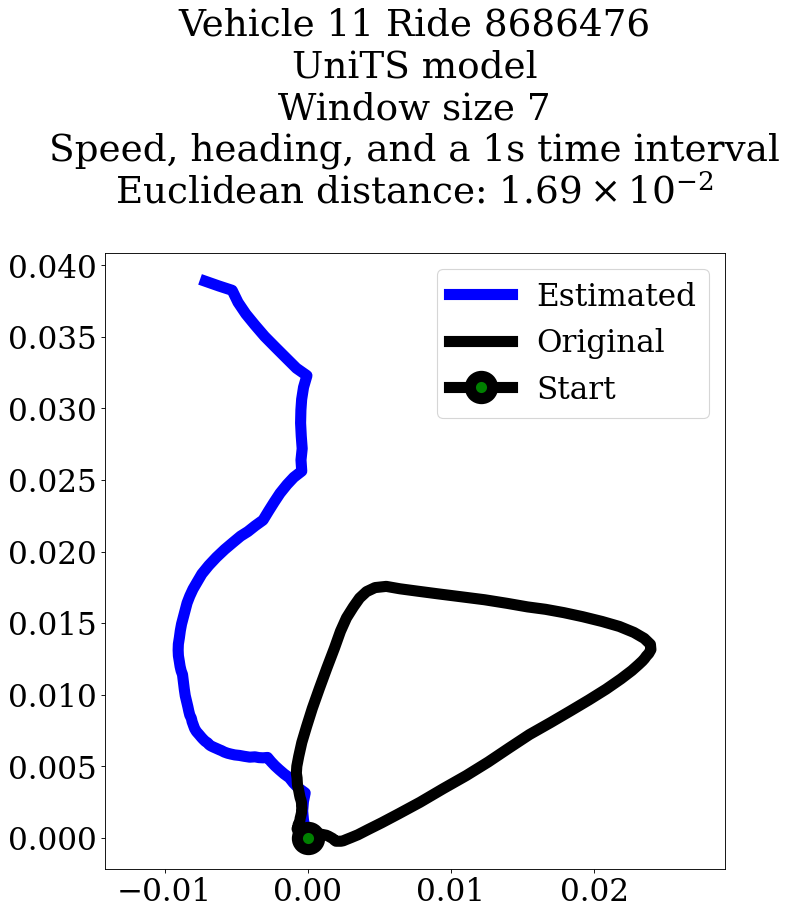 Vehicle 11 Ride 8686476
UniTS model
Window size 7
Speed, heading, and a 1s time interval
Euclidean distance: 1.69 × 10⁻²
0.040
0.035
0.030
0.025
0.020
0.015
0.010
0.005
0.000
Estimated
Original
Start
−0.01
0.00
0.01
0.02